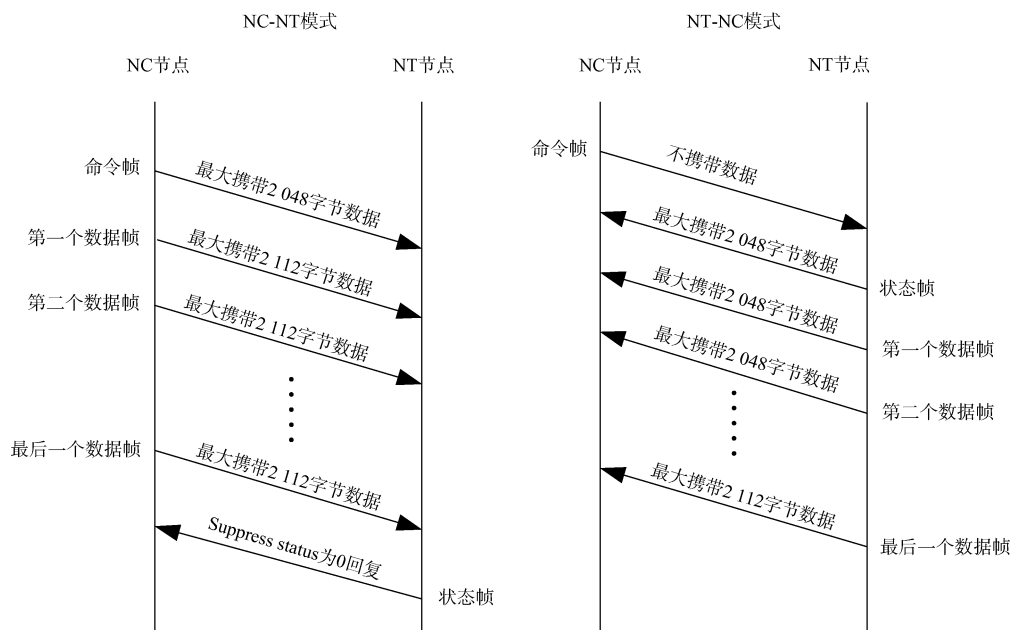 NC-NT模式
NC节点
NT节点
命令帧
最大携带2 048字节数据
第一个数据帧
最大携带2 112字节数据
第二个数据帧
最大携带2 112字节数据
最后一个数据帧
最大携带2 112字节数据
Suppress status为0回复
状态帧
NT-NC模式
NC节点
NT节点
命令帧
不携带数据
最大携带2 048字节数据
状态帧
最大携带2 048字节数据
第一个数据帧
最大携带2 048字节数据
第二个数据帧
最大携带2 112字节数据
最后一个数据帧